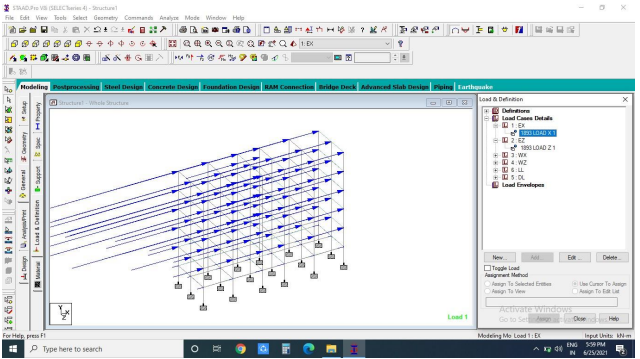 STAAD.Pro V8i (SELECTseries 4) - Structure1
File Edit View Tools Select Geometry Commands Analyze Mode Window Help
1: EX
Modeling Postprocessing Steel Design Concrete Design Foundation Design RAM Connection Bridge Deck Advanced Slab Design Piping Earthquake
Setup
Geometry
General
Analysis/Print
Design
Property
Spec
Support
Load & Definition
Material
Structure1 - Whole Structure
Y
X
Z
Load 1
Load & Definition
Definitions
Load Cases Details
1 : EX
1893 LOAD X 1
2 : EZ
1893 LOAD Z 1
3 : WX
4 : WZ
6 : LL
5 : DL
Load Envelopes
New... Add... Edit... Delete...
Toggle Load
Assignment Method
Assign To Selected Entities Use Cursor To Assign
Assign To View Assign To Edit List
Activate Windows
Assign Close Help
For Help, press F1
Modeling Mo Load 1 : EX Input Units: KN-m
Type here to search
ENG
IN
5:59 PM
6/25/2021